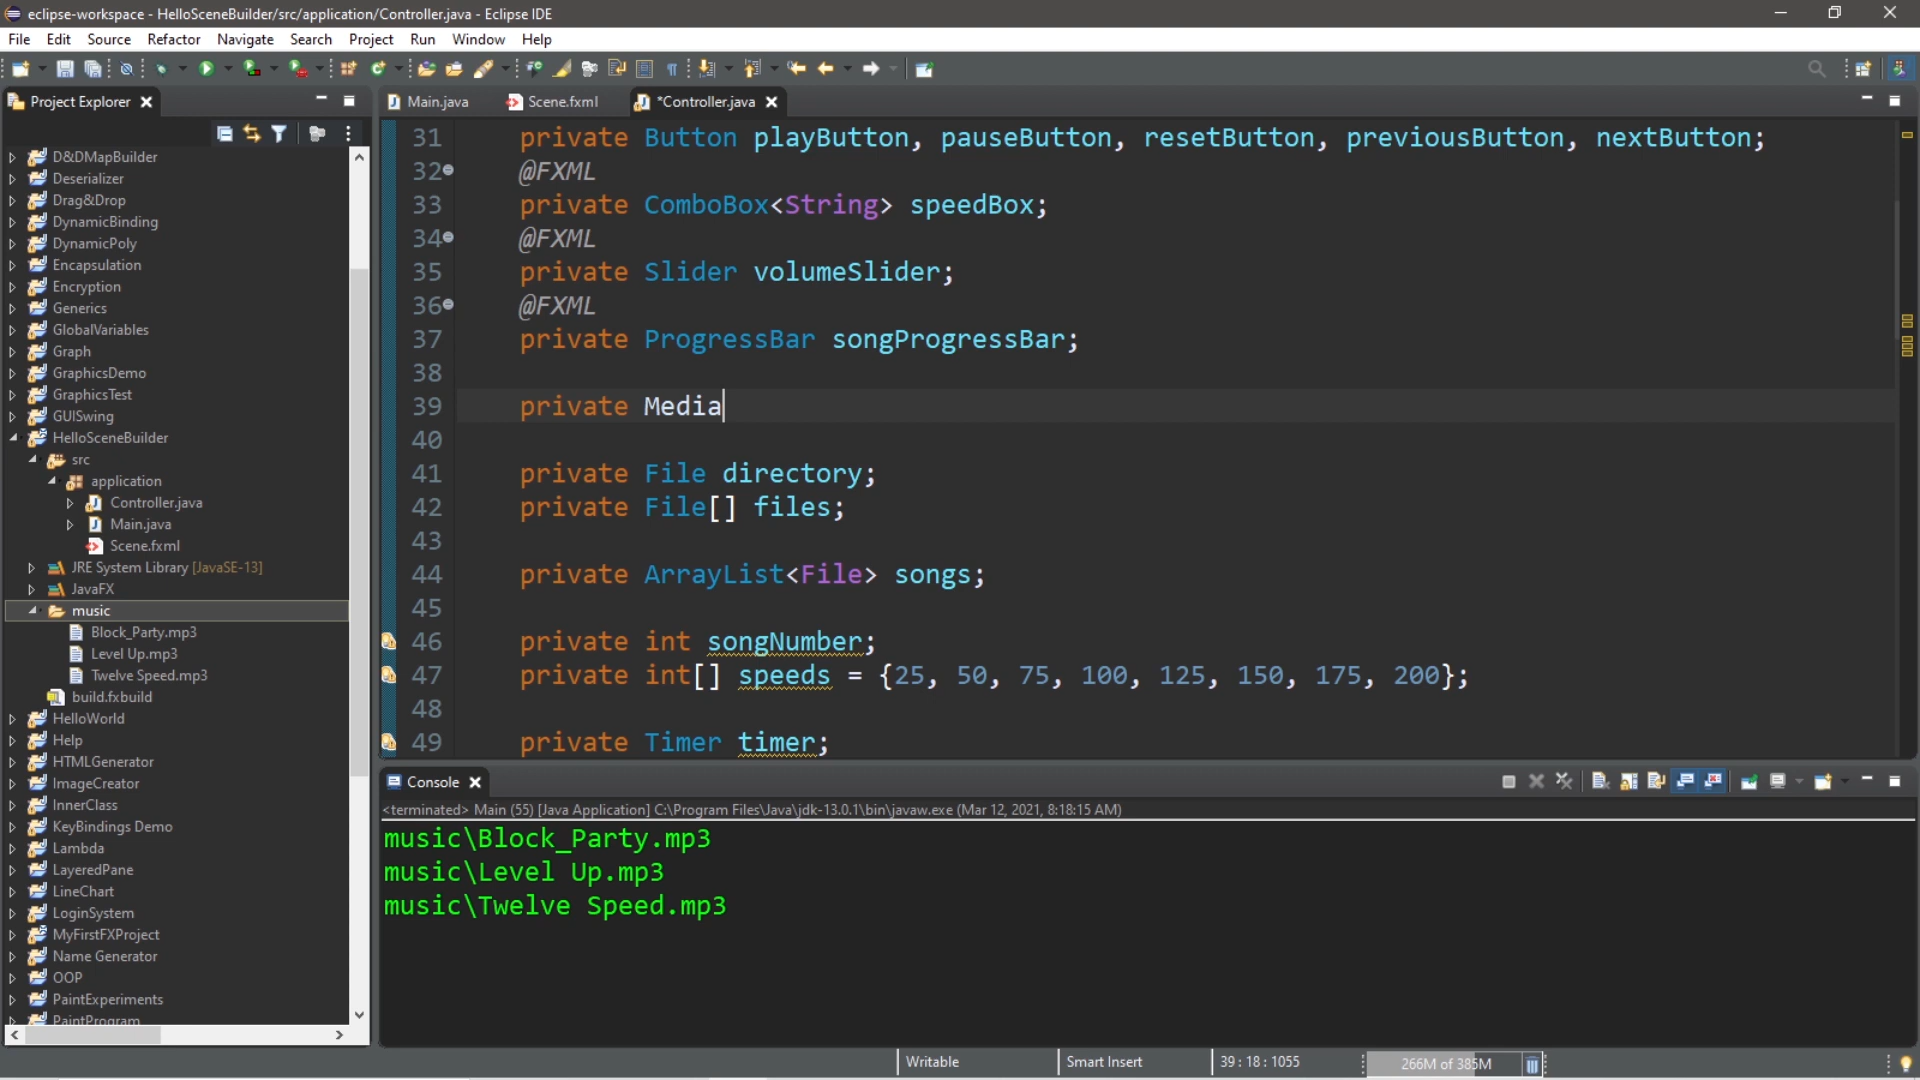 eclipse-workspace - HelloSceneBuilder/src/application/Controller.java - Eclipse IDE
File Edit Source Refactor Navigate Search Project Run Window Help
Project Explorer
D&DMapBuilder
Deserializer
Drag&Drop
DynamicBinding
DynamicPoly
Encapsulation
Encryption
Generics
GlobalVariables
Graph
GraphicsDemo
GraphicsTest
GUISwing
HelloSceneBuilder
src
application
Controller.java
Main.java
Scene.fxml
JRE System Library [JavaSE-13]
JavaFX
music
Block_Party.mp3
Level Up.mp3
Twelve Speed.mp3
build.fxbuild
HelloWorld
Help
HTMLGenerator
ImageCreator
InnerClass
KeyBindings Demo
Lambda
LayeredPane
LineChart
LoginSystem
MyFirstFXProject
Name Generator
OOP
PaintExperiments
PaintProgram
Main.java Scene.fxml *Controller.java
31 private Button playButton, pauseButton, resetButton, previousButton, nextButton;
32 @FXML
33 private ComboBox<String> speedBox;
34 @FXML
35 private Slider volumeSlider;
36 @FXML
37 private ProgressBar songProgressBar;
38
39 private Media
40
41 private File directory;
42 private File[] files;
43
44 private ArrayList<File> songs;
45
46 private int songNumber;
47 private int[] speeds = {25, 50, 75, 100, 125, 150, 175, 200};
48
49 private Timer timer;
Console
<terminated> Main (55) [Java Application] C:\Program Files\Java\jdk-13.0.1\bin\javaw.exe (Mar 12, 2021, 8:18:15 AM)
music\Block_Party.mp3
music\Level Up.mp3
music\Twelve Speed.mp3
Writable Smart Insert 39 : 18 : 1055 266M of 385M